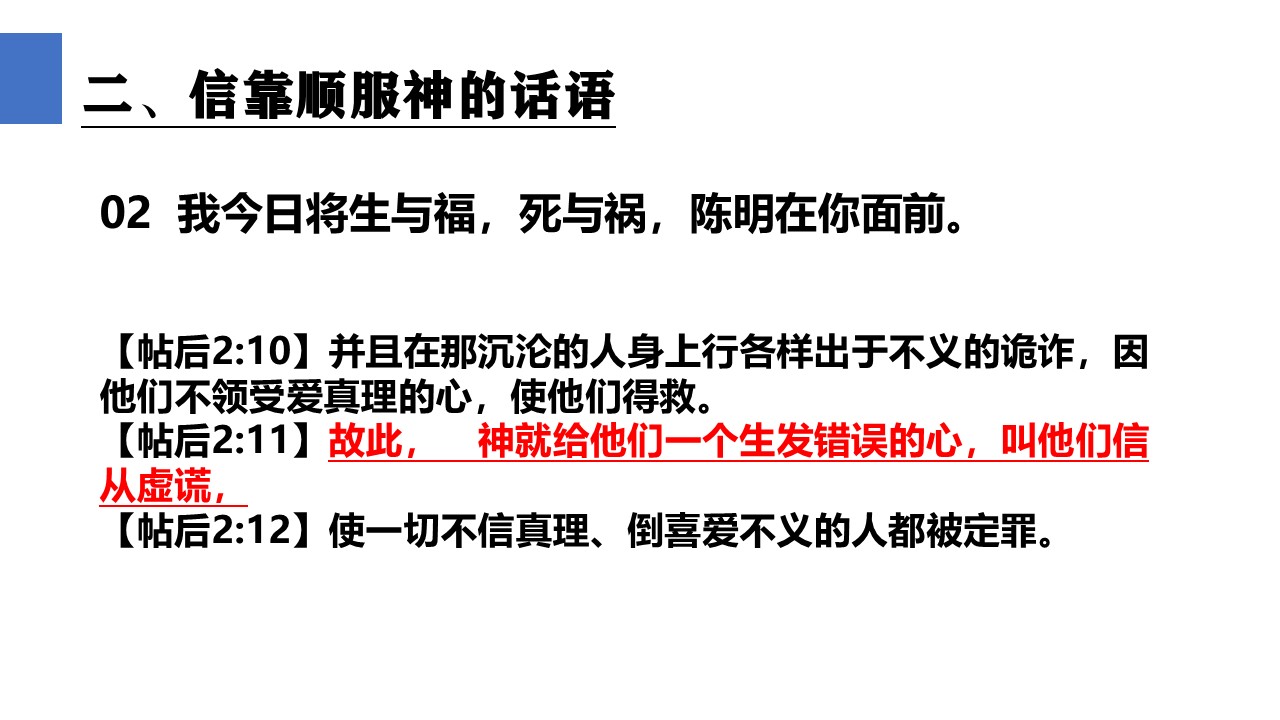 二、信靠顺服神的话语
02 我今日将生与福，死与祸，陈明在你面前。
【帖后2:10】并且在那沉沦的人身上行各样出于不义的诡诈，因
他们不领受爱真理的心，使他们得救。
【帖后2:11】故此，　神就给他们一个生发错误的心，叫他们信
从虚谎，
【帖后2:12】使一切不信真理、倒喜爱不义的人都被定罪。